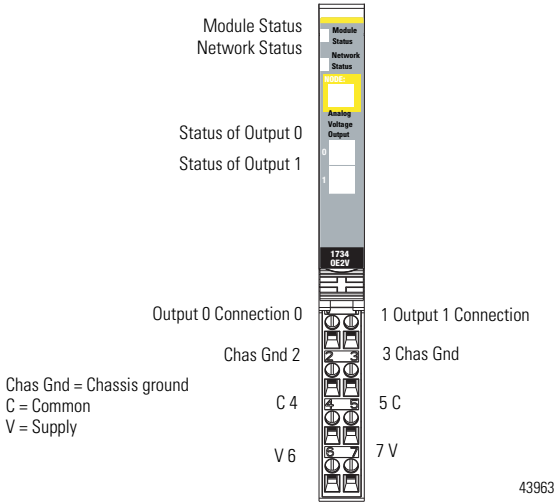 Module Status
Network Status
Module
Status
Network
Status
NODE:
Analog
Voltage
Output
Status of Output 0
0
Status of Output 1
1
1734
OE2V
Output 0 Connection 0
1 Output 1 Connection
Chas Gnd 2
2 3
3 Chas Gnd
Chas Gnd = Chassis ground
C = Common
V = Supply
C 4
4 5
5 C
V 6
6 7
7 V
43963